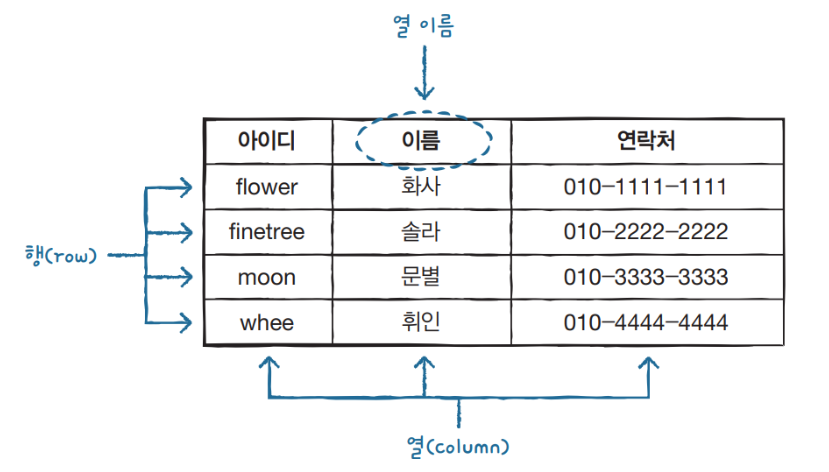 열 이름
아이디 이름 연락처
flower 화사 010-1111-1111
finetree 솔라 010-2222-2222
행(row)
moon 문별 010-3333-3333
whee 휘인 010-4444-4444
열(column)